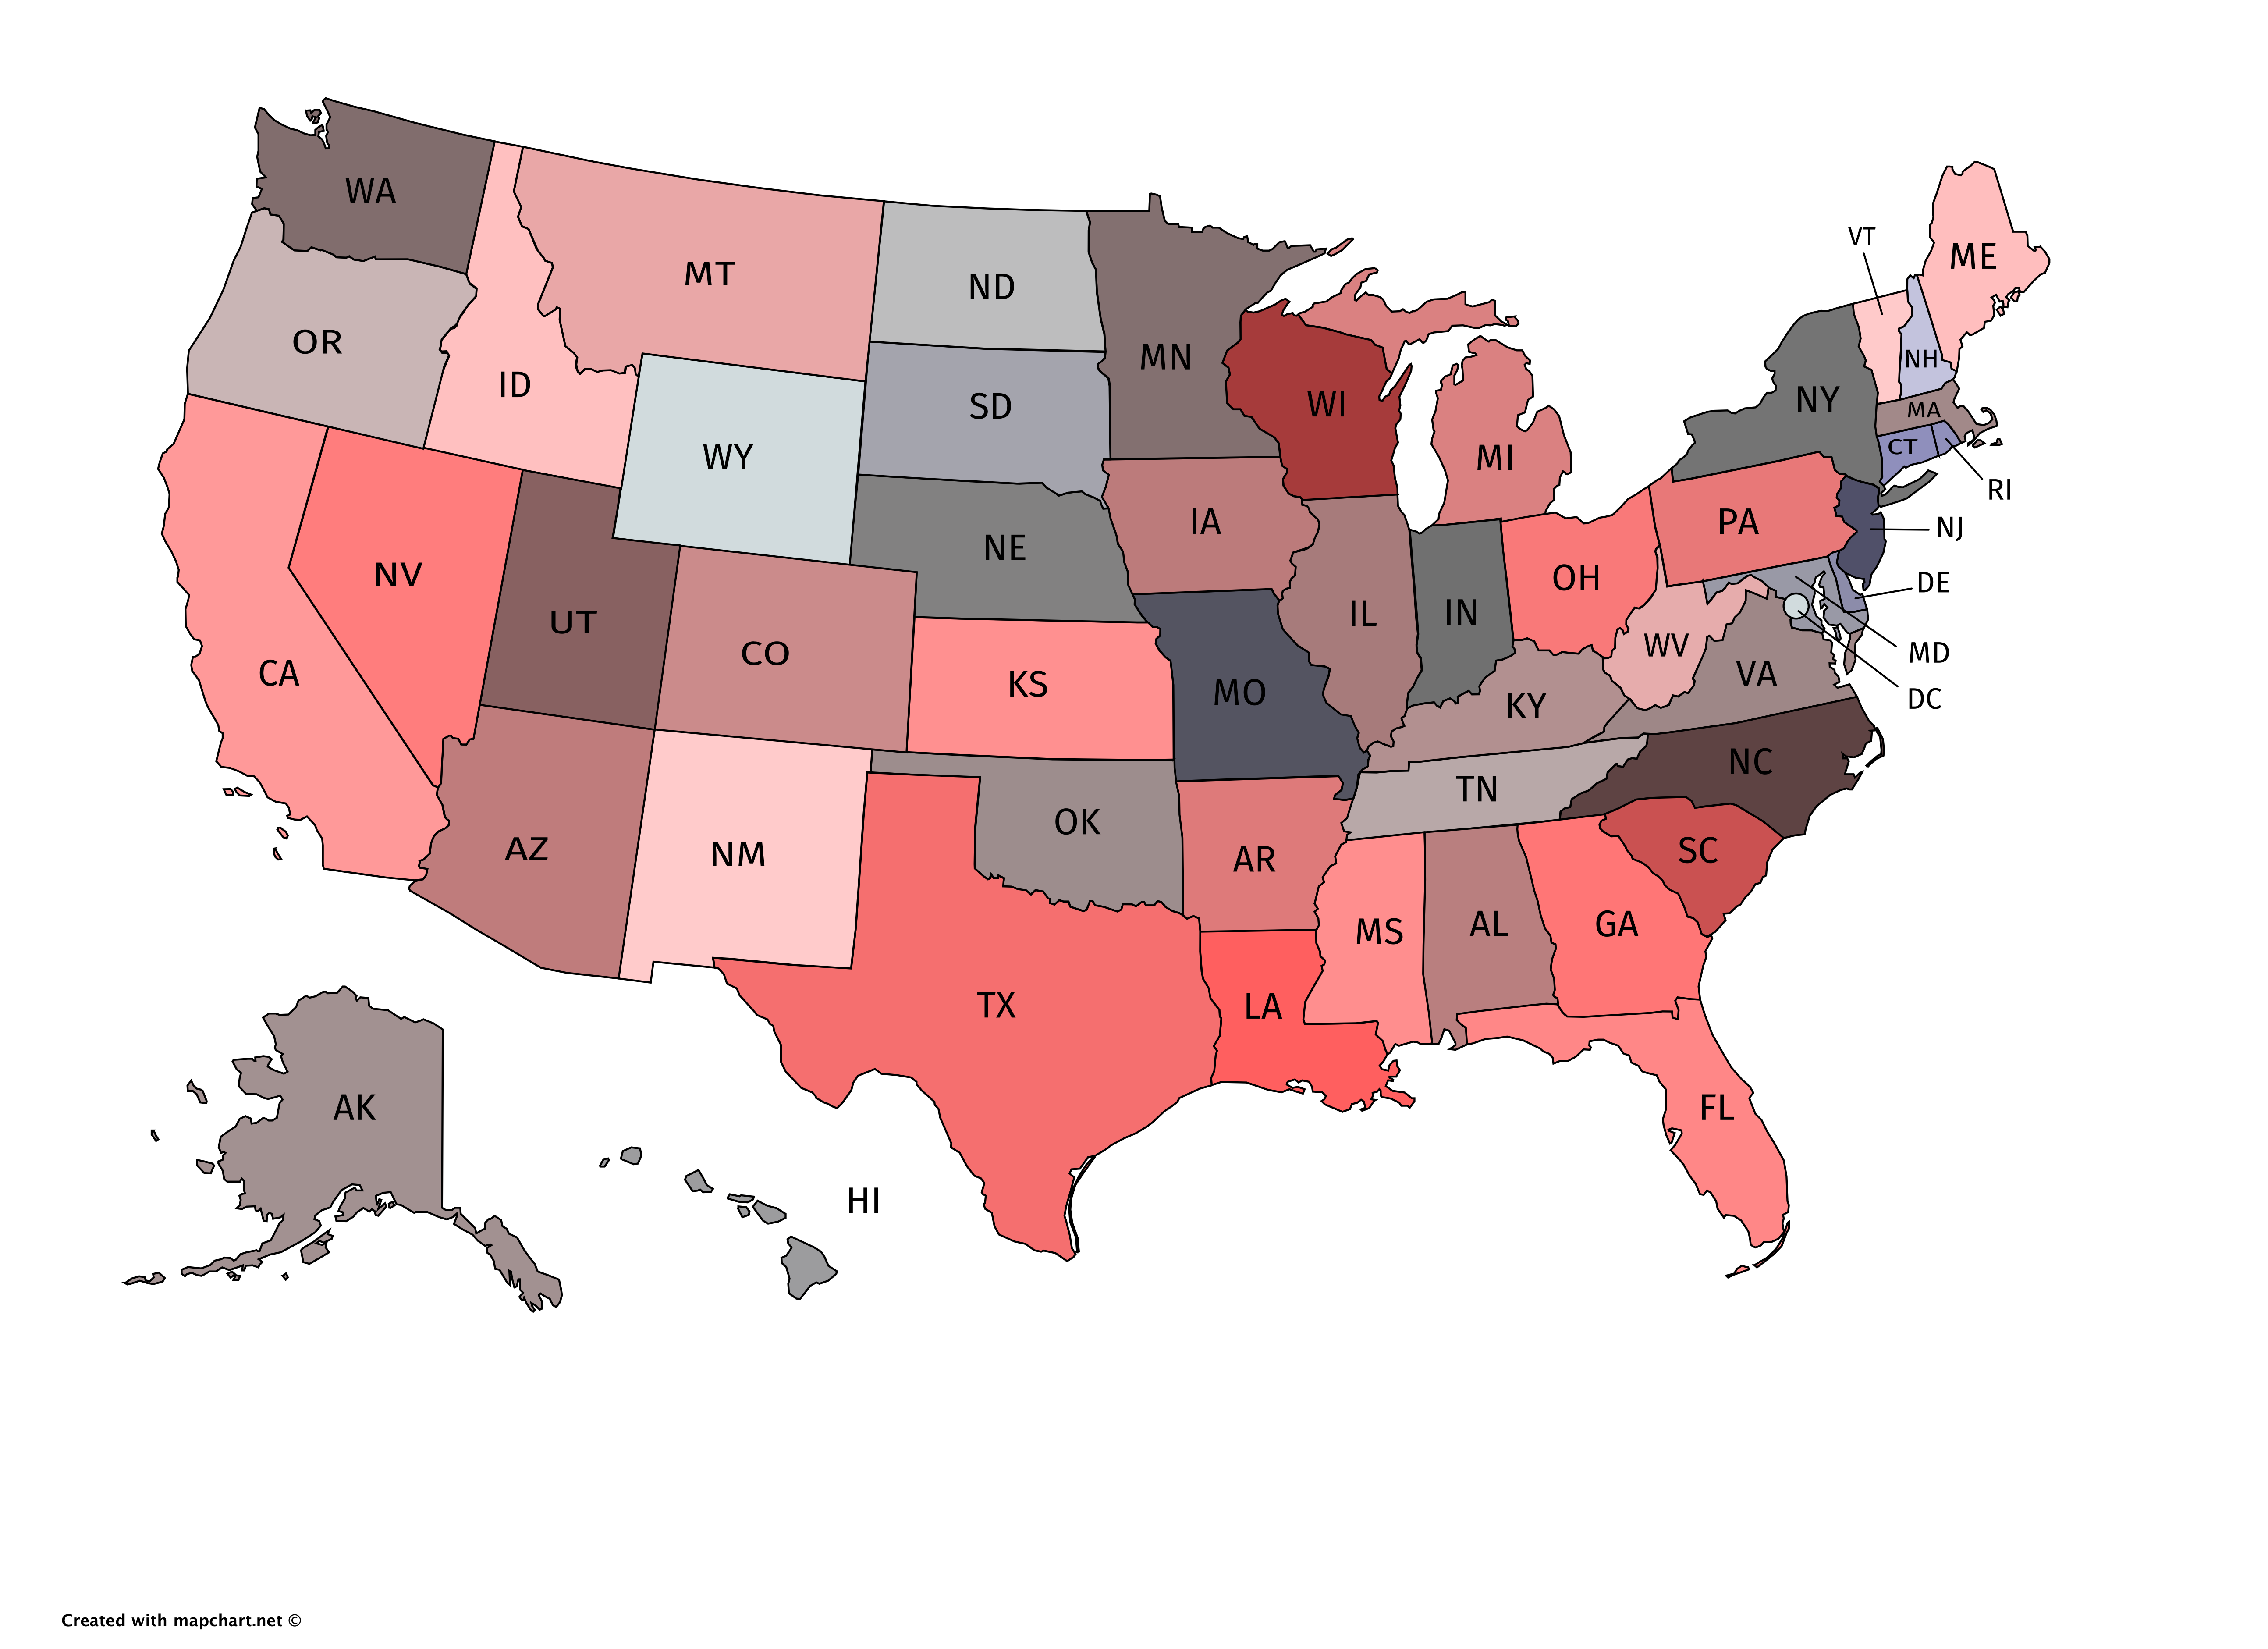 WA
VT
ME
MT
ND
OR
MN
NH
ID
NY
WI
SD
MA
CT
WY
MI
RI
IA
PA
NJ
NE
NV
OH
DE
UT
IL
IN
WV
CO
MD
CA
KS
MO
KY
VA
DC
NC
TN
OK
AZ
NM
AR
SC
MS
AL
GA
TX
LA
AK
FL
HI
Created with mapchart.net ©